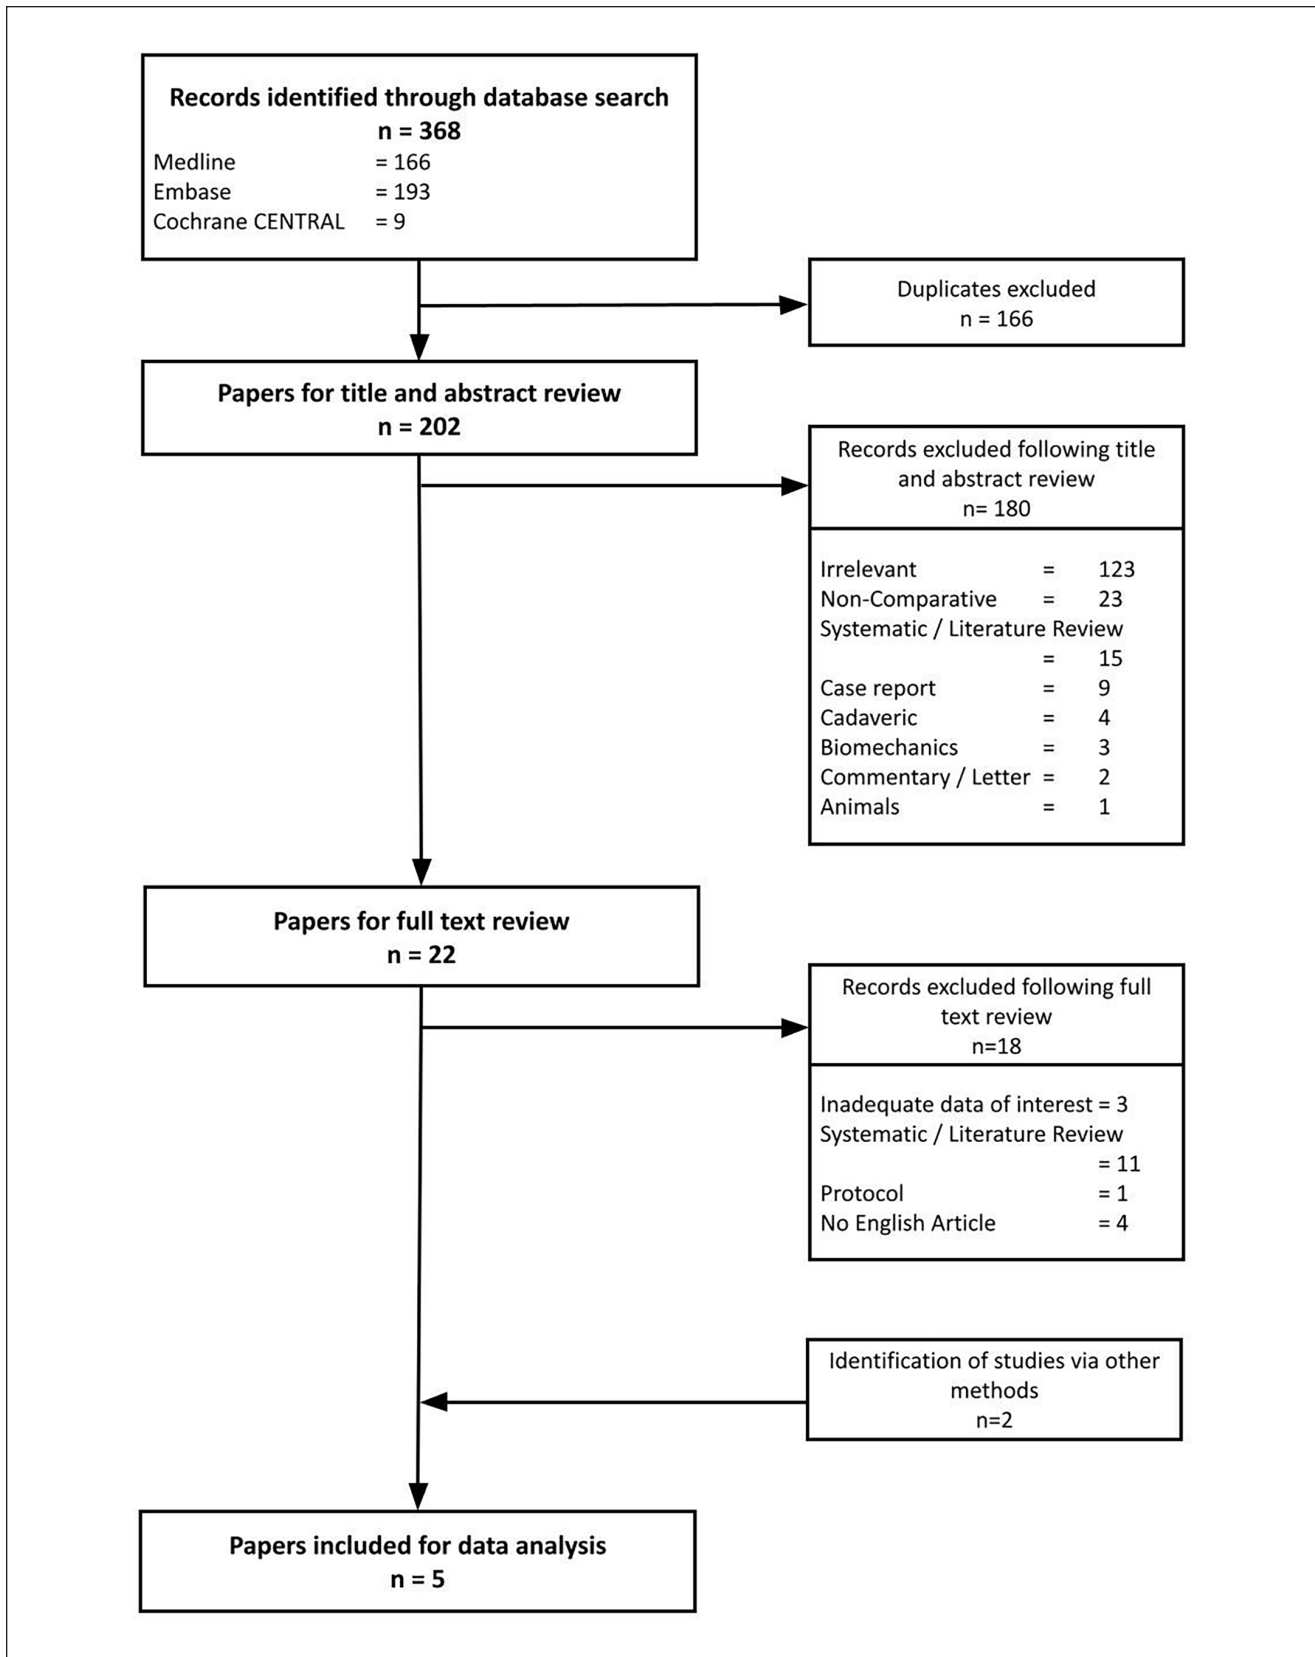 Records identified through database search
n = 368
Medline = 166
Embase = 193
Cochrane CENTRAL = 9
Duplicates excluded
n = 166
Papers for title and abstract review
n = 202
Records excluded following title
and abstract review
n= 180
Irrelevant = 123
Non-Comparative = 23
Systematic / Literature Review
= 15
Case report = 9
Cadaveric = 4
Biomechanics = 3
Commentary / Letter = 2
Animals = 1
Papers for full text review
n = 22
Records excluded following full
text review
n=18
Inadequate data of interest = 3
Systematic / Literature Review
= 11
Protocol = 1
No English Article = 4
Identification of studies via other
methods
n=2
Papers included for data analysis
n = 5